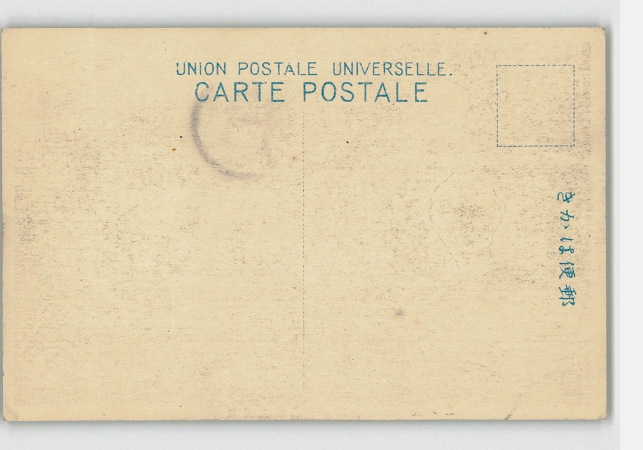 UNION POSTALE UNIVERSELLE.
CARTE POSTALE
きかは便郵